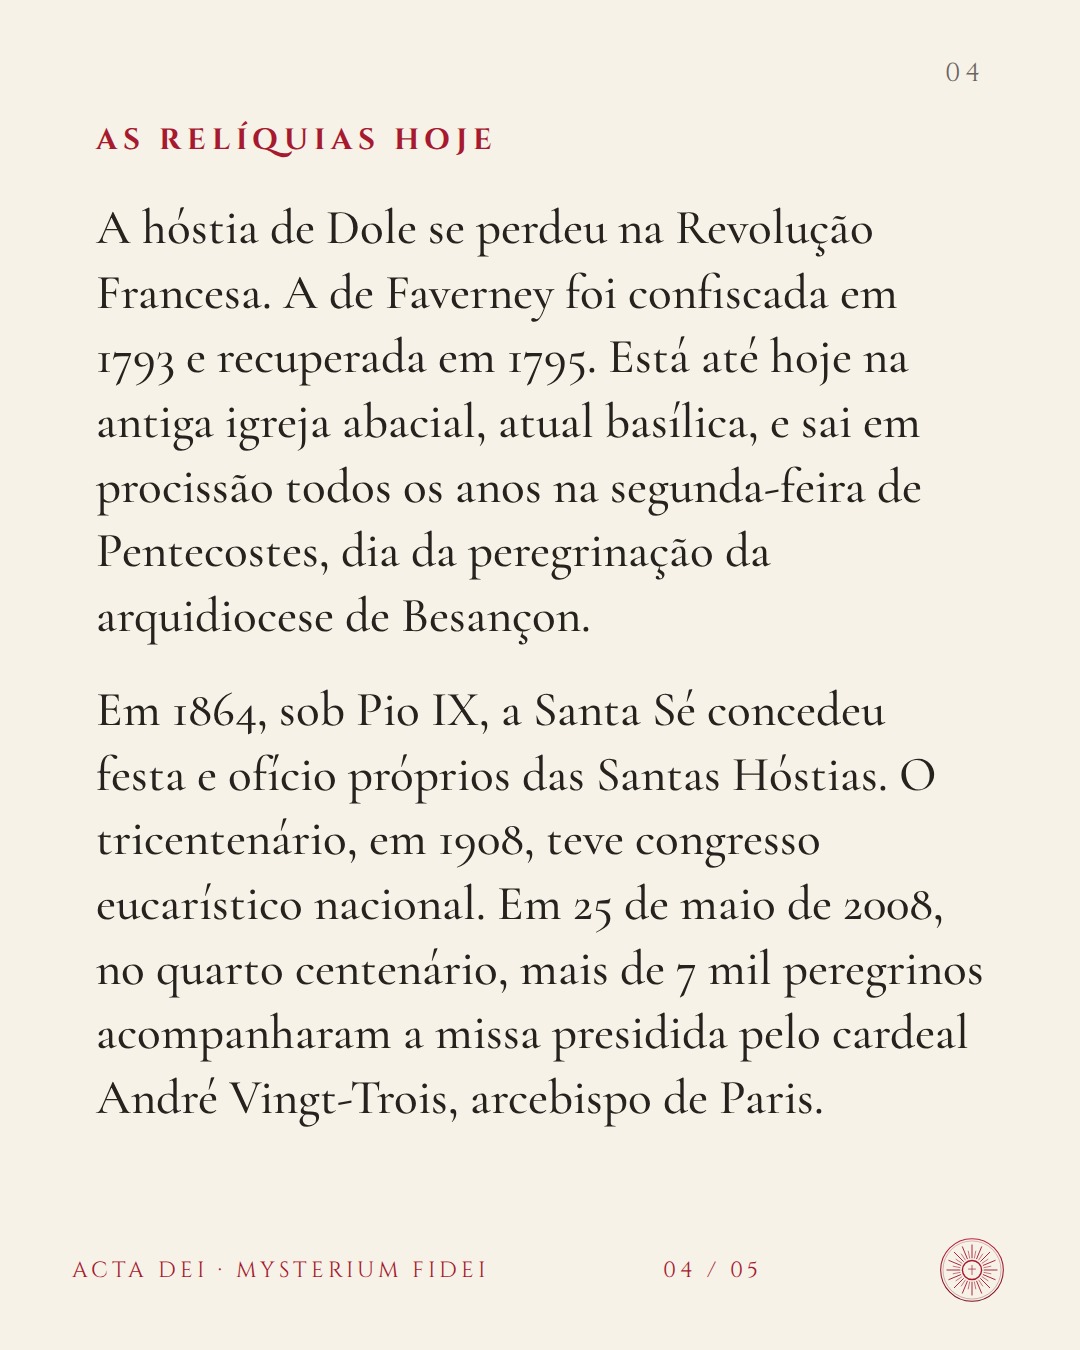 04
AS RELÍQUIAS HOJE
A hóstia de Dole se perdeu na Revolução
Francesa. A de Faverney foi confiscada em
1793 e recuperada em 1795. Está até hoje na
antiga igreja abacial, atual basílica, e sai em
procissão todos os anos na segunda-feira de
Pentecostes, dia da peregrinação da
arquidiocese de Besançon.
Em 1864, sob Pio IX, a Santa Sé concedeu
festa e ofício próprios das Santas Hóstias. O
tricentenário, em 1908, teve congresso
eucarístico nacional. Em 25 de maio de 2008,
no quarto centenário, mais de 7 mil peregrinos
acompanharam a missa presidida pelo cardeal
André Vingt-Trois, arcebispo de Paris.
ACTA DEI · MYSTERIUM FIDEI
04 / 05